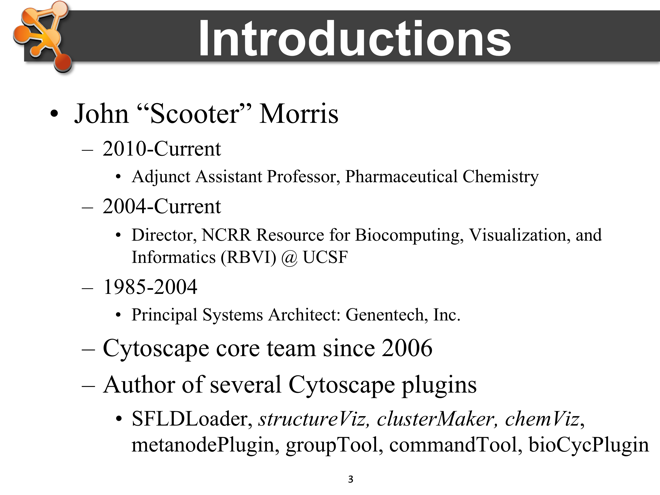 Introductions
• John “Scooter” Morris
– 2010-Current
• Adjunct Assistant Professor, Pharmaceutical Chemistry
– 2004-Current
• Director, NCRR Resource for Biocomputing, Visualization, and
Informatics (RBVI) @ UCSF
– 1985-2004
• Principal Systems Architect: Genentech, Inc.
– Cytoscape core team since 2006
– Author of several Cytoscape plugins
• SFLDLoader, structureViz, clusterMaker, chemViz,
metanodePlugin, groupTool, commandTool, bioCycPlugin
3